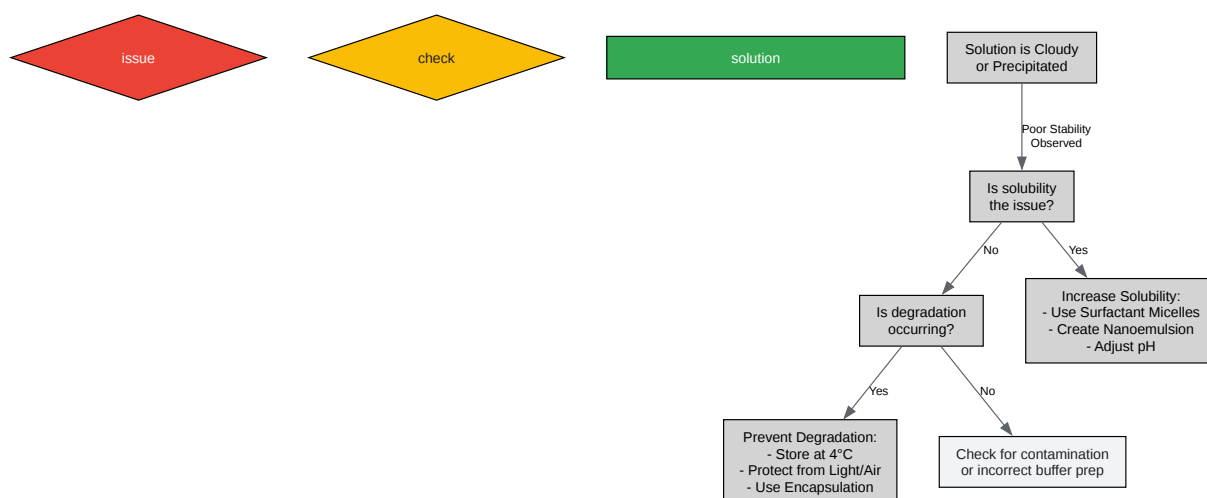 issue
check
solution
Solution is Cloudy
or Precipitated
Poor Stability
Observed
Is solubility
the issue?
No
Yes
Is degradation
occurring?
Increase Solubility:
- Use Surfactant Micelles
- Create Nanoemulsion
- Adjust pH
Yes
No
Prevent Degradation:
- Store at 4°C
- Protect from Light/Air
- Use Encapsulation
Check for contamination
or incorrect buffer prep